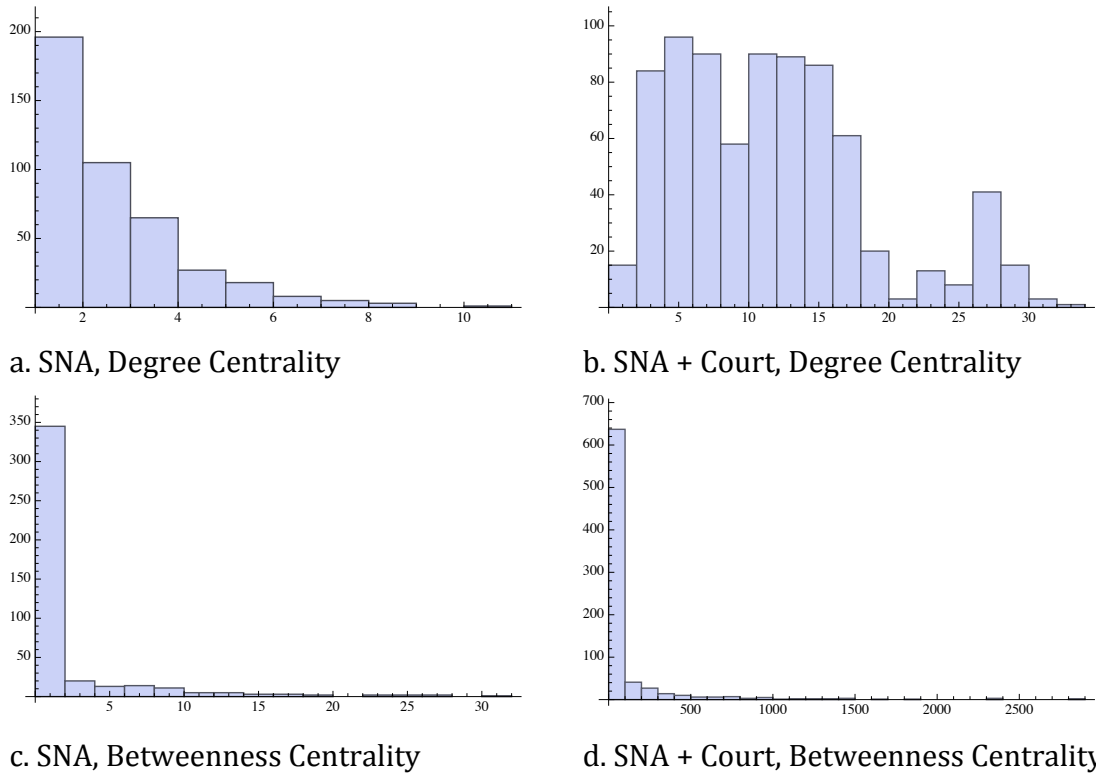 200
150
100
50
2 4 6 8 10
100
80
60
40
20
5 10 15 20 25 30
a. SNA, Degree Centrality
b. SNA + Court, Degree Centrality
350
300
250
200
150
100
50
5 10 15 20 25 30
700
600
500
400
300
200
100
500 1000 1500 2000 2500
c. SNA, Betweenness Centrality
d. SNA + Court, Betweenness Centrality